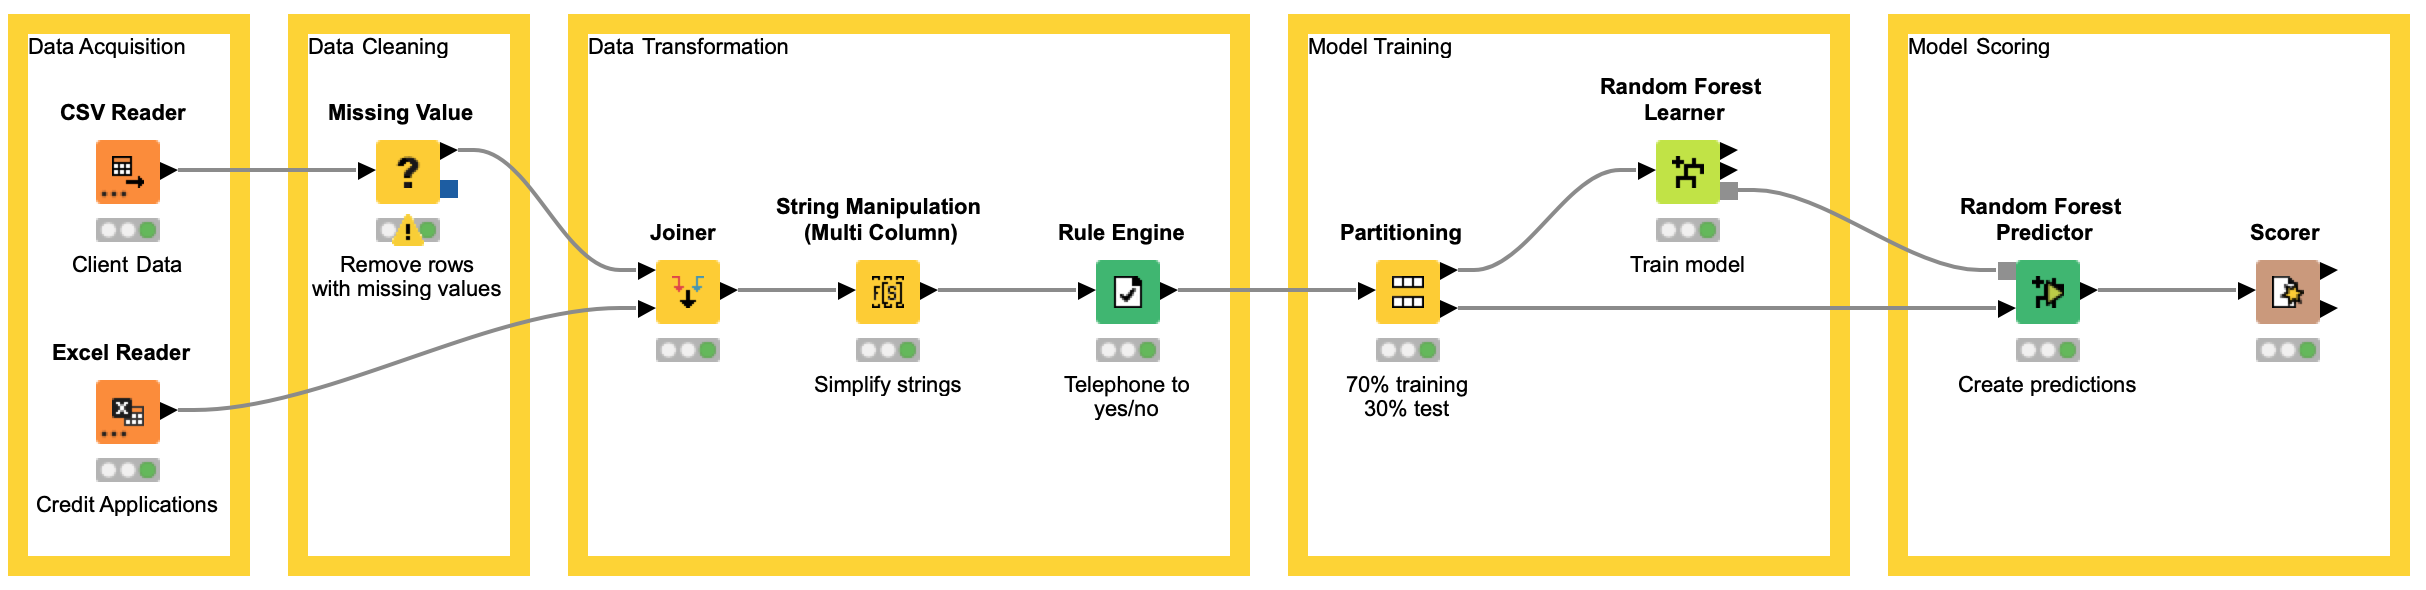 Data Acquisition
CSV Reader
Client Data
Excel Reader
Credit Applications
Data Cleaning
Missing Value
?
!
Remove rows
with missing values
Data Transformation
Joiner
String Manipulation
(Multi Column)
F[S]
Simplify strings
Rule Engine
Telephone to
yes/no
Model Training
Partitioning
70% training
30% test
Random Forest
Learner
Train model
Model Scoring
Random Forest
Predictor
Create predictions
Scorer